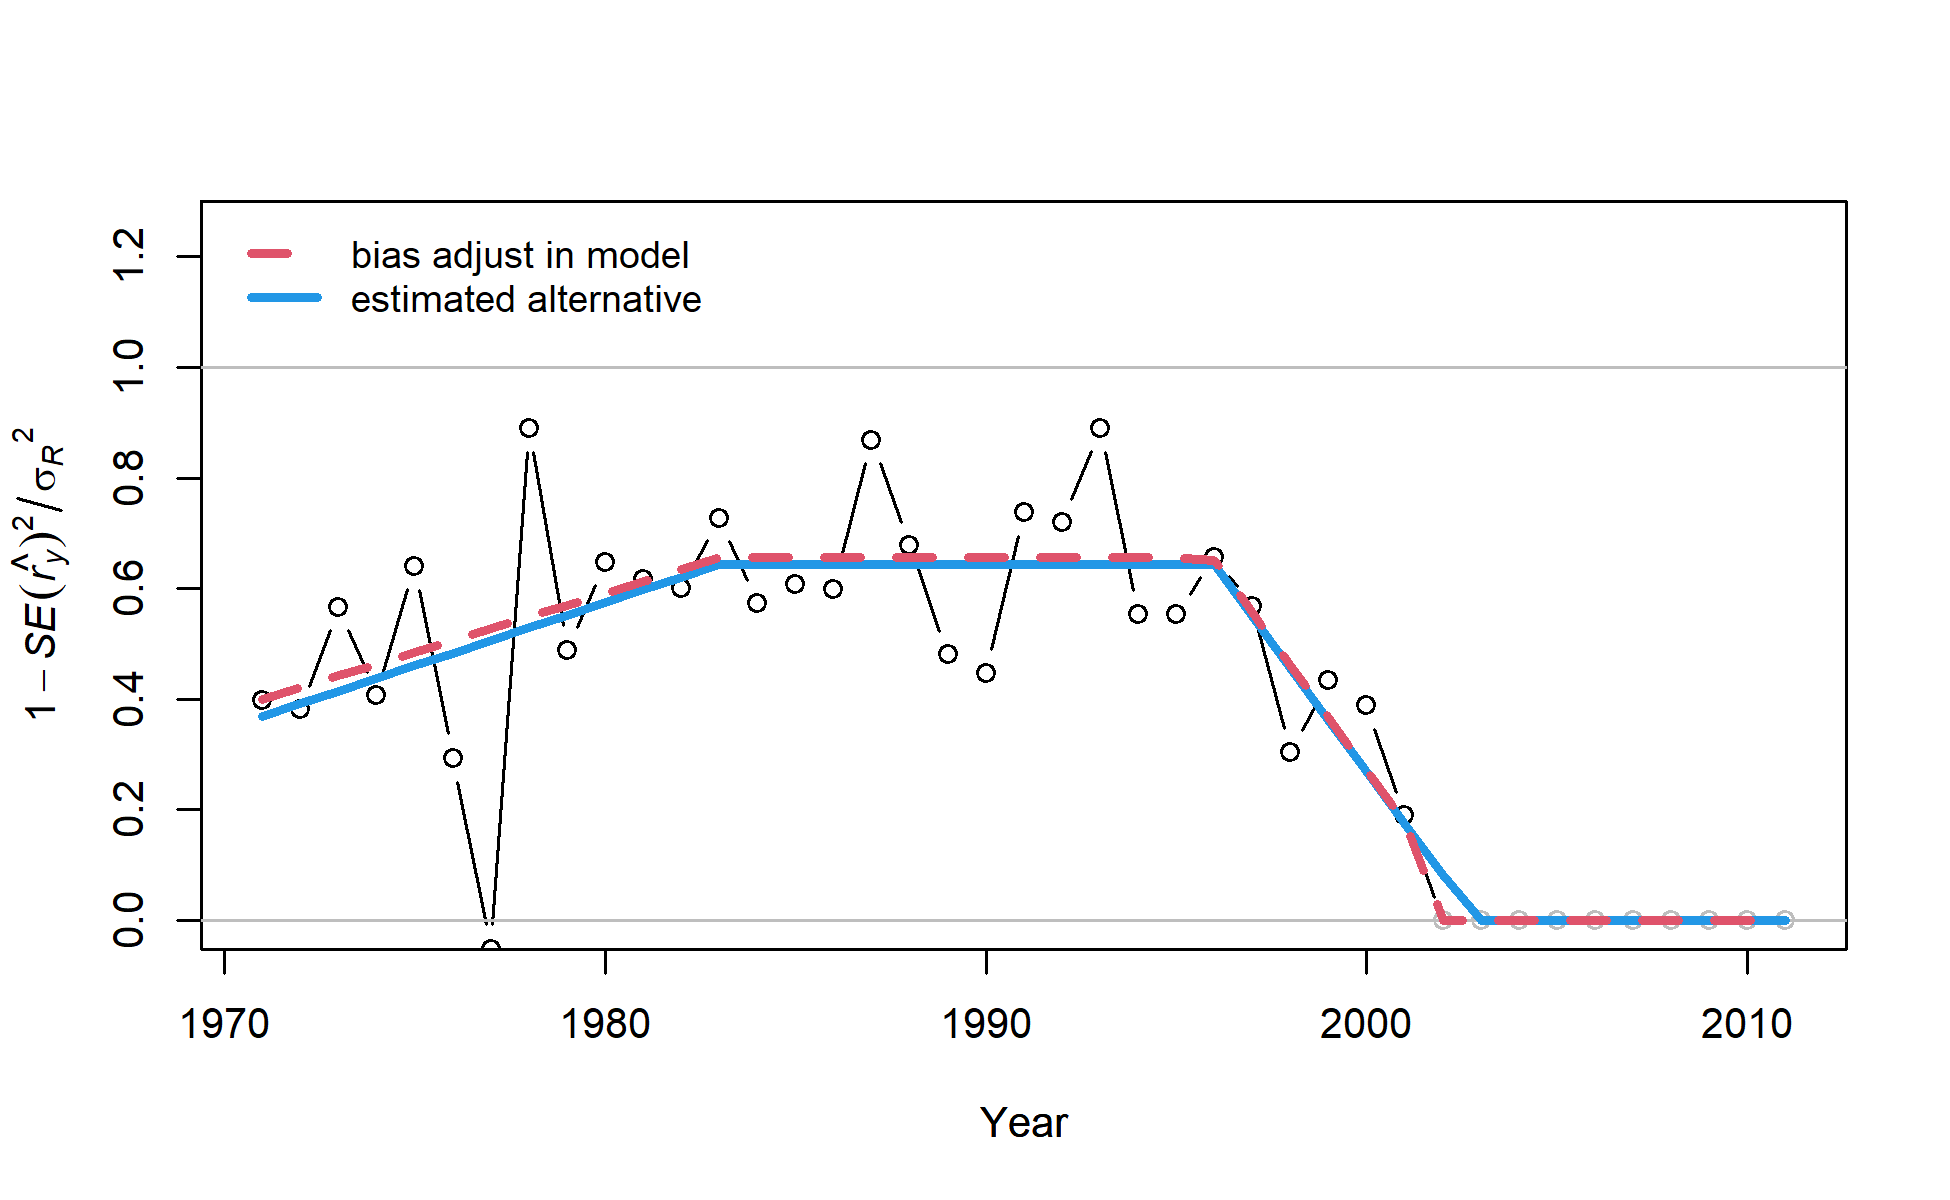 bias adjust in model
estimated alternative
1 − SE(r̂y)² / σR²
1.2
1.0
0.8
0.6
0.4
0.2
0.0
1970 1980 1990 2000 2010
Year